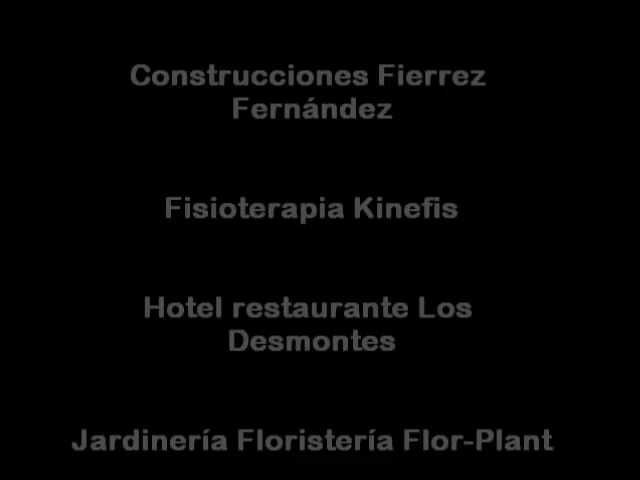 Construcciones Fierrez
Fernández
Fisioterapia Kinefis
Hotel restaurante Los
Desmontes
Jardinería Floristería Flor-Plant